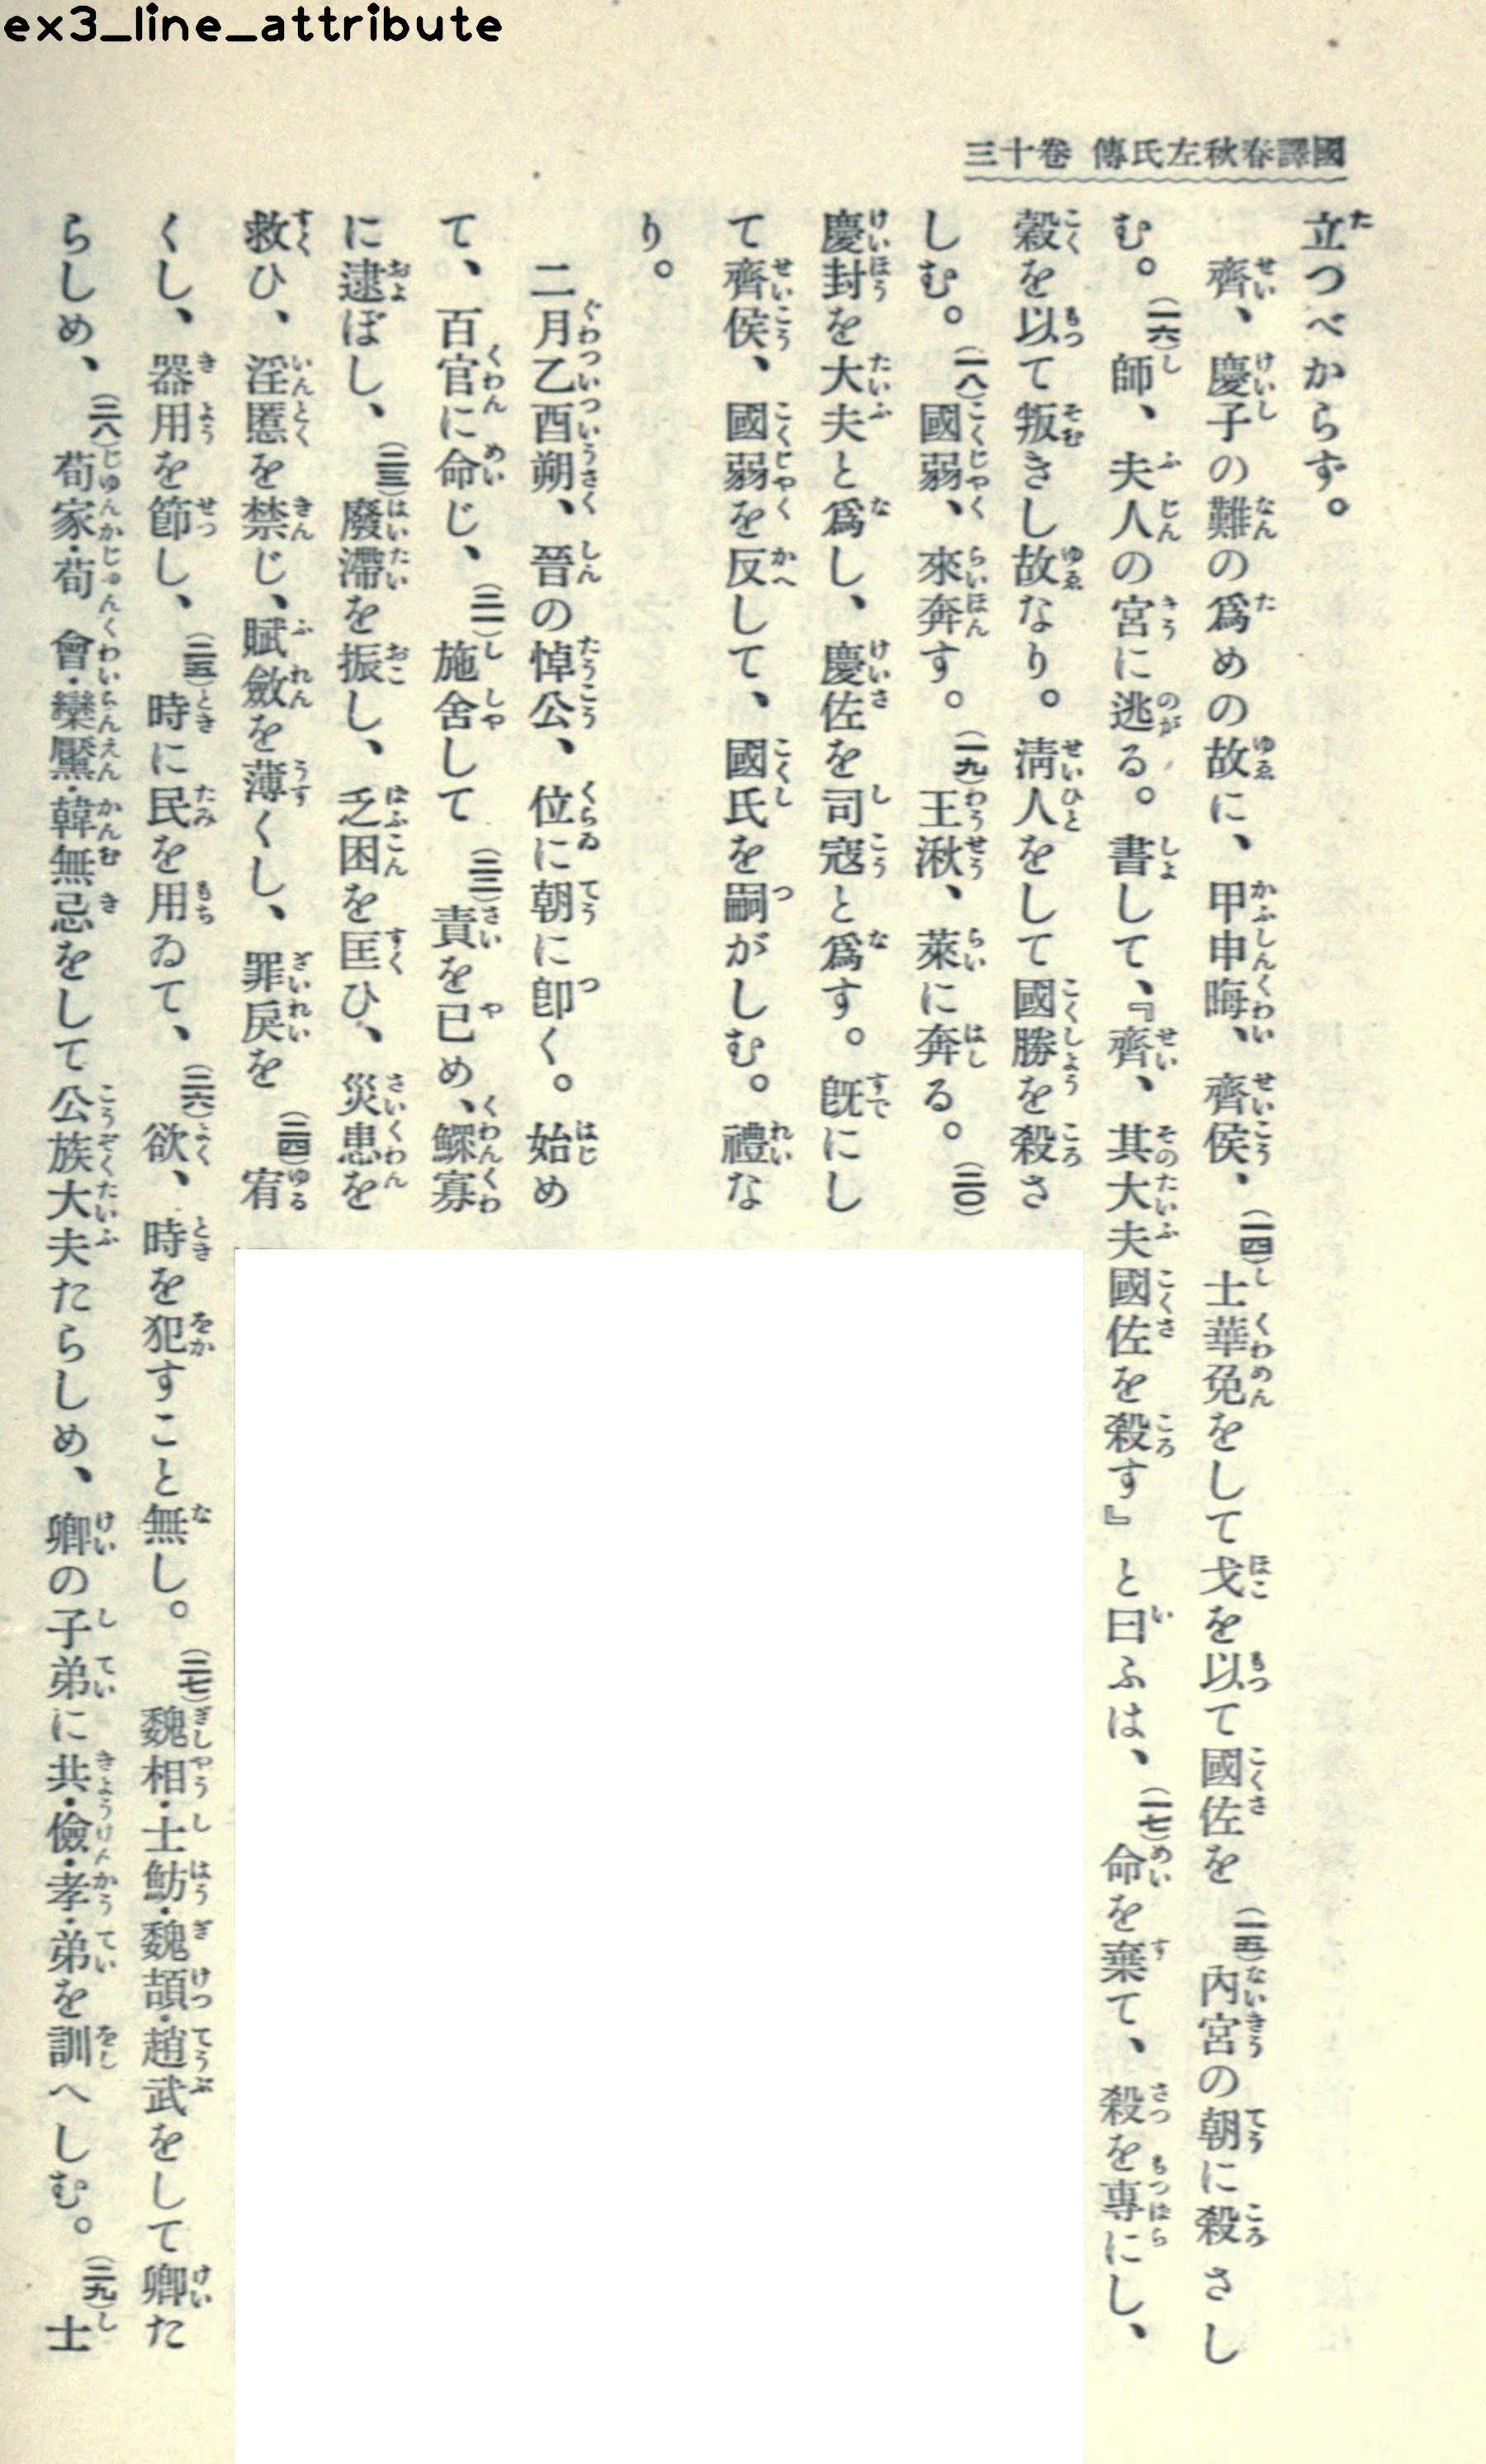 ex3_line_attribute
國譯春秋左氏傳 卷十三
立つべからず。
齊、慶子の難の爲めの故に、甲申晦、齊侯、(一四)士華免をして戈を以て國佐を(一五)內宮の朝に殺さし
む。(一六)師、夫人の宮に逃る。書して、『齊、其大夫國佐を殺す』と曰ふは、(一七)命を棄て、殺を專にし、
穀を以て叛きし故なり。淸人をして國勝を殺さ
しむ。(一八)國弱、來奔す。(一九)王湫、萊に奔る。(二〇)
慶封を大夫と爲し、慶佐を司寇と爲す。旣にし
て齊侯、國弱を反して、國氏を嗣がしむ。禮な
り。
二月乙酉朔、晉の悼公、位に朝に卽く。始め
て、百官に命じ、(二一)施舍して(二二)責を已め、鰥寡
に逮ぼし、(二三)廢滯を振し、乏困を匡ひ、災患を
救ひ、淫慝を禁じ、賦斂を薄くし、罪戾を(二四)宥
くし、器用を節し、(二五)時に民を用ゐて、(二六)欲、時を犯すこと無し。(二七)魏相・士魴・魏頡・趙武をして卿た
らしめ、(二八)荀家・荀會・欒黶・韓無忌をして公族大夫たらしめ、卿の子弟に共・儉・孝・弟を訓へしむ。(二九)士